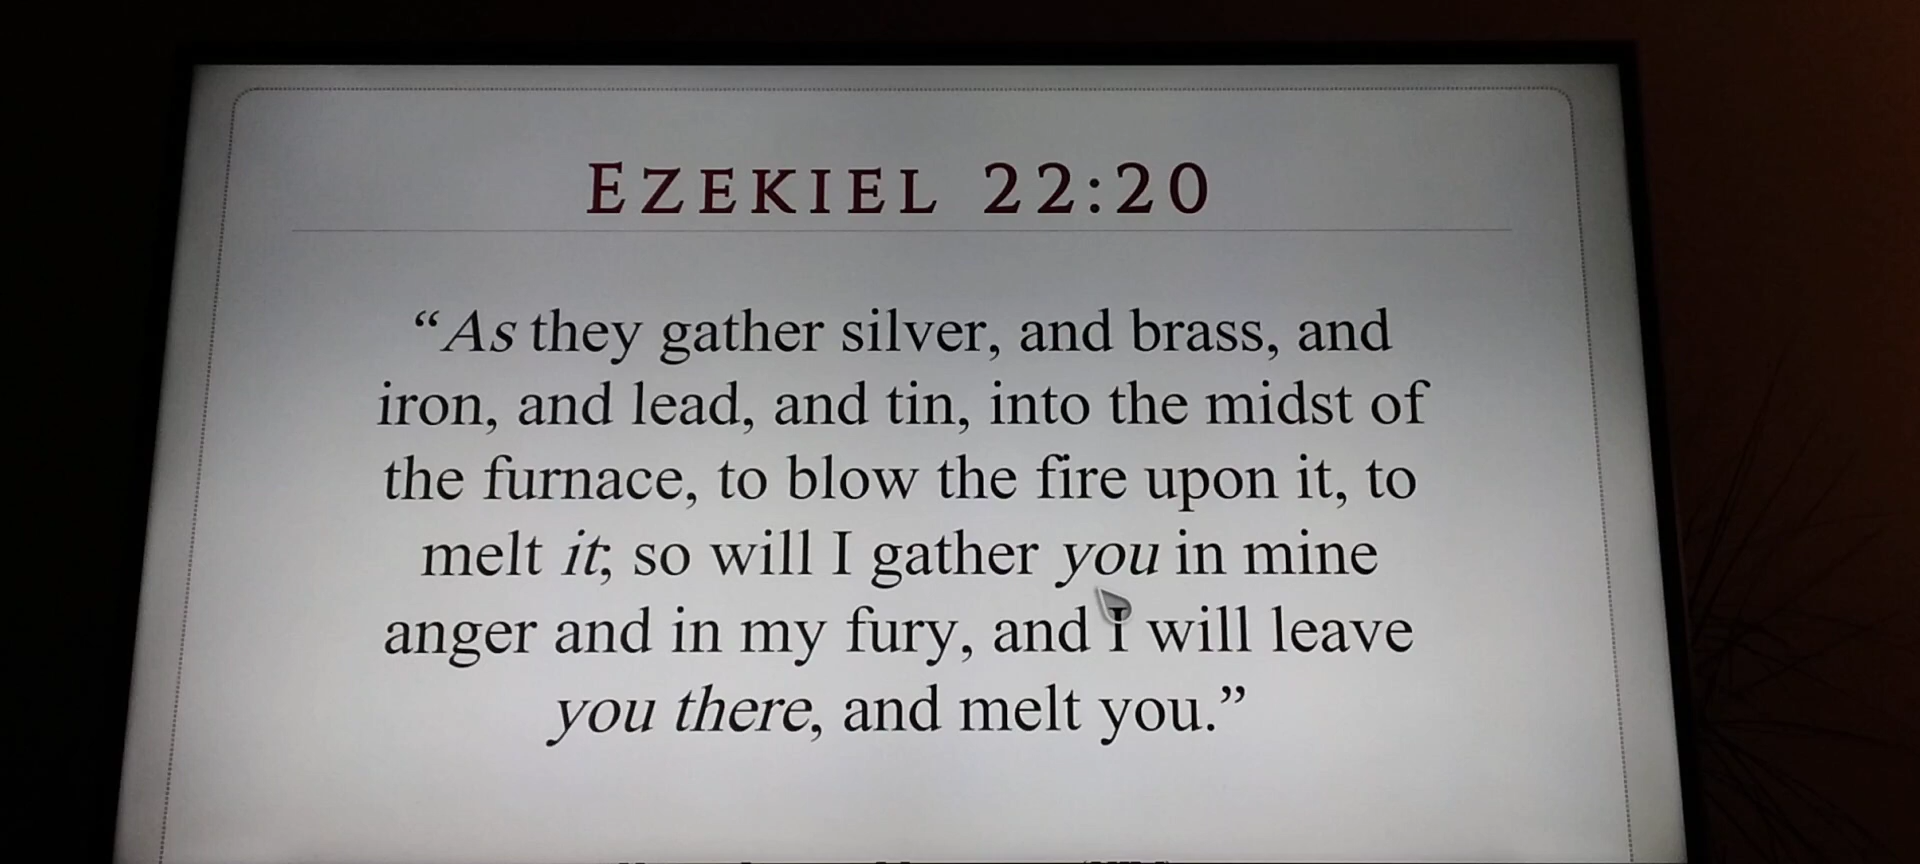 EZEKIEL 22:20
“As they gather silver, and brass, and
iron, and lead, and tin, into the midst of
the furnace, to blow the fire upon it, to
melt it; so will I gather you in mine
anger and in my fury, and I will leave
you there, and melt you.”